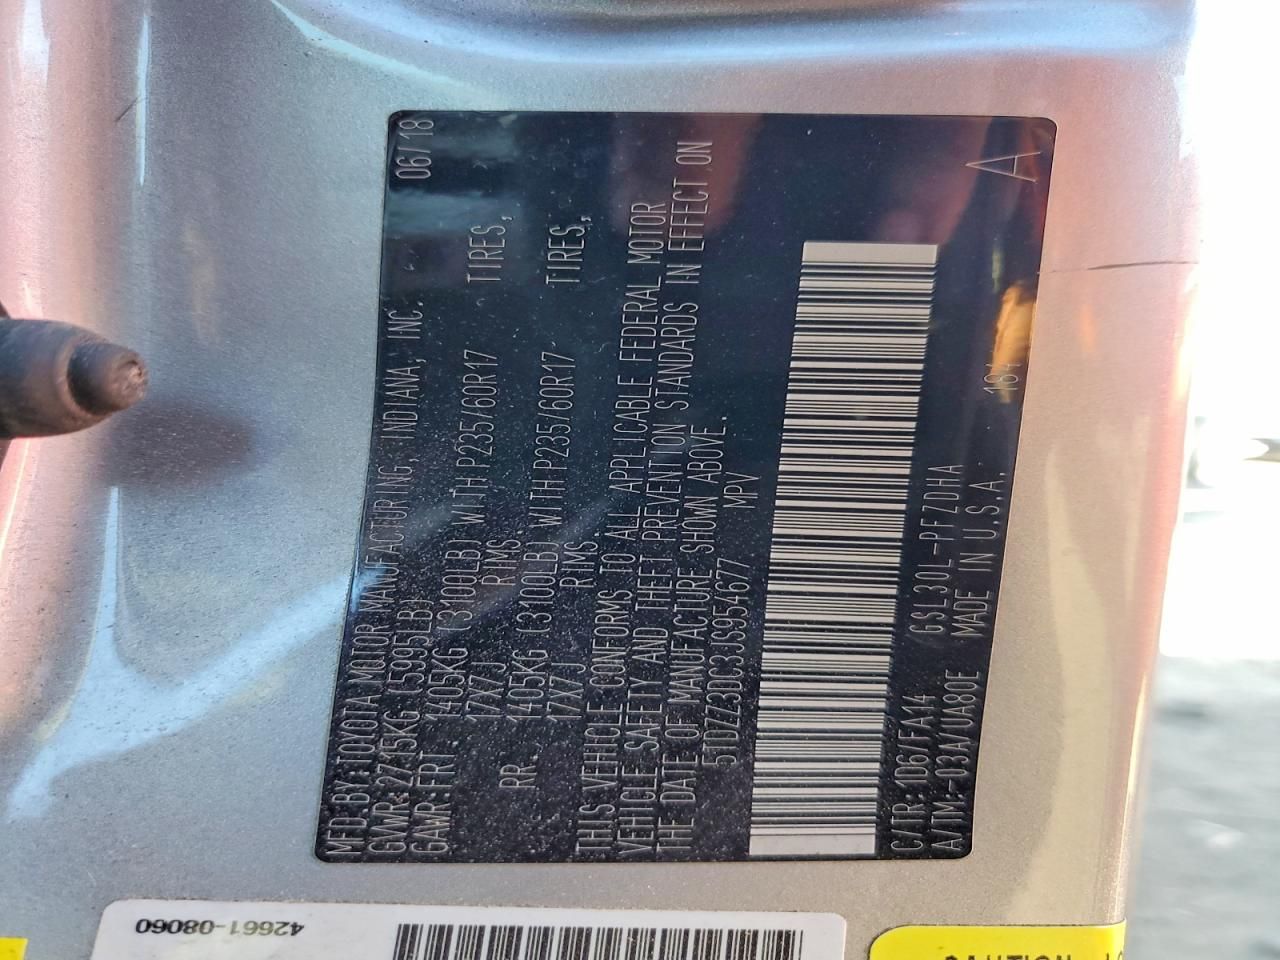 MFD.BY:TOYOTA MOTOR MANUFACTURING, INDIANA, INC. 06/18
GVWR:2715KG (5995LB)
GAWR:FRT. 1405KG (3100LB) WITH P235/60R17 TIRES,
17X7J RIMS,
RR. 1405KG (3100LB) WITH P235/60R17 TIRES,
17X7J RIMS,
THIS VEHICLE CONFORMS TO ALL APPLICABLE FEDERAL MOTOR
VEHICLE SAFETY AND THEFT PREVENTION STANDARDS IN EFFECT ON
THE DATE OF MANUFACTURE SHOWN ABOVE.
5TDZZ3DC3JS954677 MPV
C/TR:1D6/FA14 GSL30L-PFZDHA
A/TM:-03A/UA80E MADE IN U.S.A. 184
A
42661-08060
CAUTION